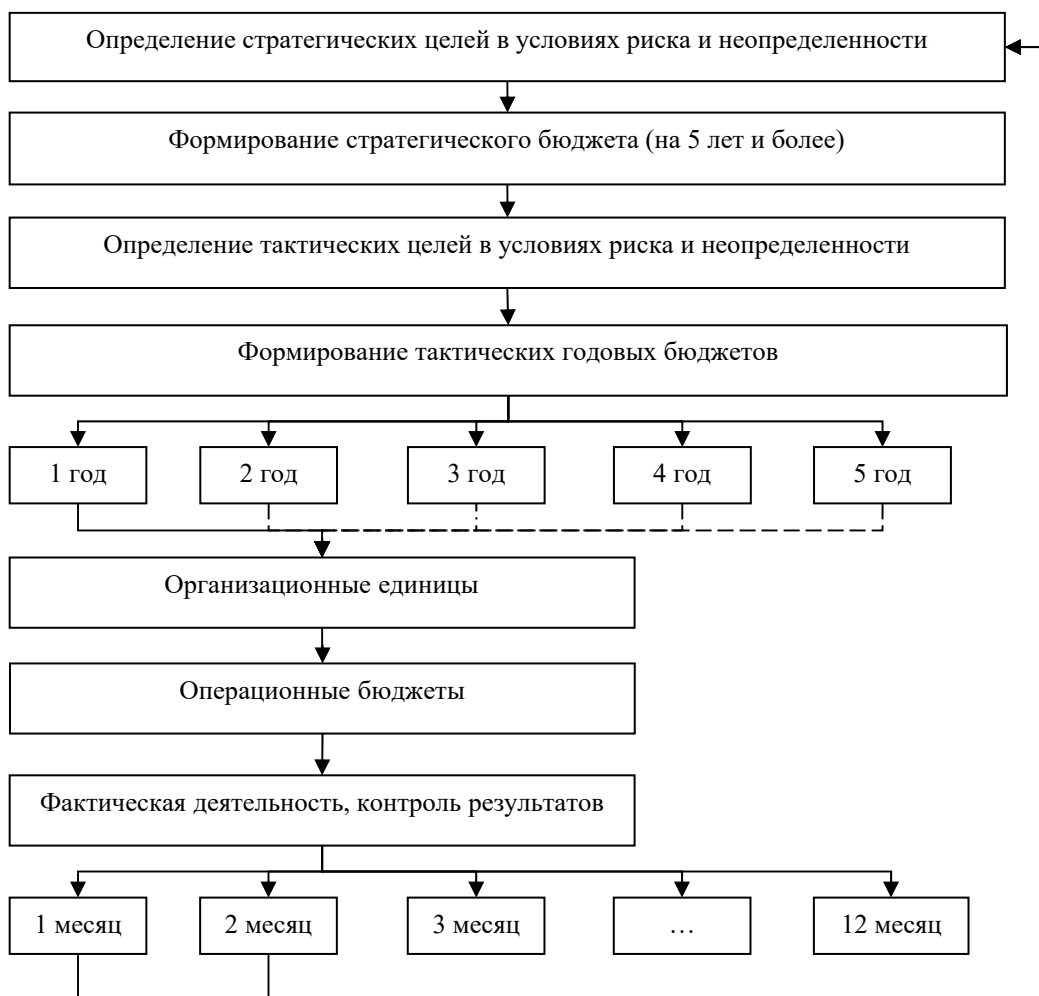 Определение стратегических целей в условиях риска и неопределенности
Формирование стратегического бюджета (на 5 лет и более)
Определение тактических целей в условиях риска и неопределенности
Формирование тактических годовых бюджетов
1 год
2 год
3 год
4 год
5 год
Организационные единицы
Операционные бюджеты
Фактическая деятельность, контроль результатов
1 месяц
2 месяц
3 месяц
…
12 месяц